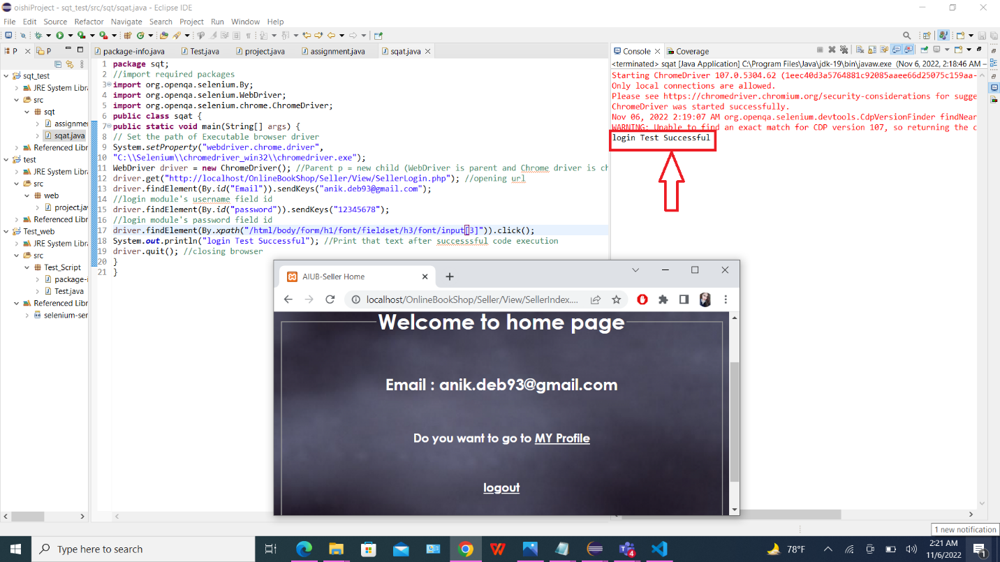 oishiProject - sqt_test/src/sqt/sqat.java - Eclipse IDE
File Edit Source Refactor Navigate Search Project Run Window Help
P P
sqt_test
JRE System Libra
src
sqt
assignmen
sqat.java
Referenced Libr
test
JRE System Libra
src
web
project.jav
Referenced Libr
Test_web
JRE System Libra
src
Test_Script
package-i
Test.java
Referenced Libr
selenium-ser
package-info.java Test.java project.java assignment.java sqat.java
1 package sqt;
2 //import required packages
3 import org.openqa.selenium.By;
4 import org.openqa.selenium.WebDriver;
5 import org.openqa.selenium.chrome.ChromeDriver;
6 public class sqat {
7 public static void main(String[] args) {
8 // Set the path of Executable browser driver
9 System.setProperty("webdriver.chrome.driver",
10 "C:\\Selenium\\chromedriver_win32\\chromedriver.exe");
11 WebDriver driver = new ChromeDriver(); //Parent p = new child (WebDriver is parent and Chrome driver is ch
12 driver.get("http://localhost/OnlineBookShop/Seller/View/SellerLogin.php"); //opening url
13 driver.findElement(By.id("Email")).sendKeys("anik.deb93@gmail.com");
14 //login module's username field id
15 driver.findElement(By.id("password")).sendKeys("12345678");
16 //login module's password field id
17 driver.findElement(By.xpath("/html/body/form/h1/font/fieldset/h3/font/input[3]")).click();
18 System.out.println("login Test Successful"); //Print that text after successsful code execution
19 driver.quit(); //closing browser
20 }
21 }
Console Coverage
<terminated> sqat [Java Application] C:\Program Files\Java\jdk-19\bin\javaw.exe (Nov 6, 2022, 2:18:46 AM –
Starting ChromeDriver 107.0.5304.62 (1eec40d3a5764881c92085aaee66d25075c159aa-
Only local connections are allowed.
Please see https://chromedriver.chromium.org/security-considerations for sugge
ChromeDriver was started successfully.
Nov 06, 2022 2:19:07 AM org.openqa.selenium.devtools.CdpVersionFinder findNear
WARNING: Unable to find an exact match for CDP version 107, so returning the c
login Test Successful
AIUB-Seller Home
localhost/OnlineBookShop/Seller/View/SellerIndex....
Welcome to home page
Email : anik.deb93@gmail.com
Do you want to go to MY Profile
logout
1 new notification
Type here to search
4
78°F
2:21 AM
11/6/2022
1